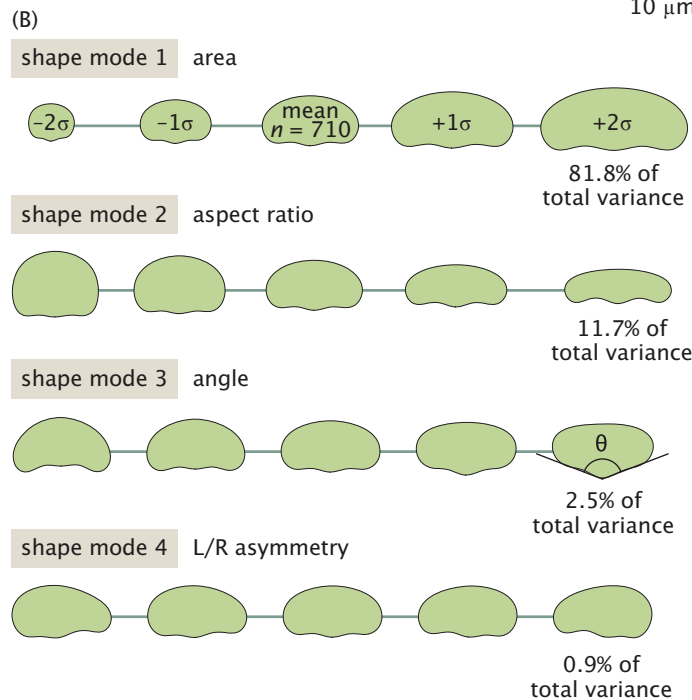 10 μm
(B)
shape mode 1 area
–2σ –1σ mean n = 710 +1σ +2σ
81.8% of
total variance
shape mode 2 aspect ratio
11.7% of
total variance
shape mode 3 angle
θ
2.5% of
total variance
shape mode 4 L/R asymmetry
0.9% of
total variance